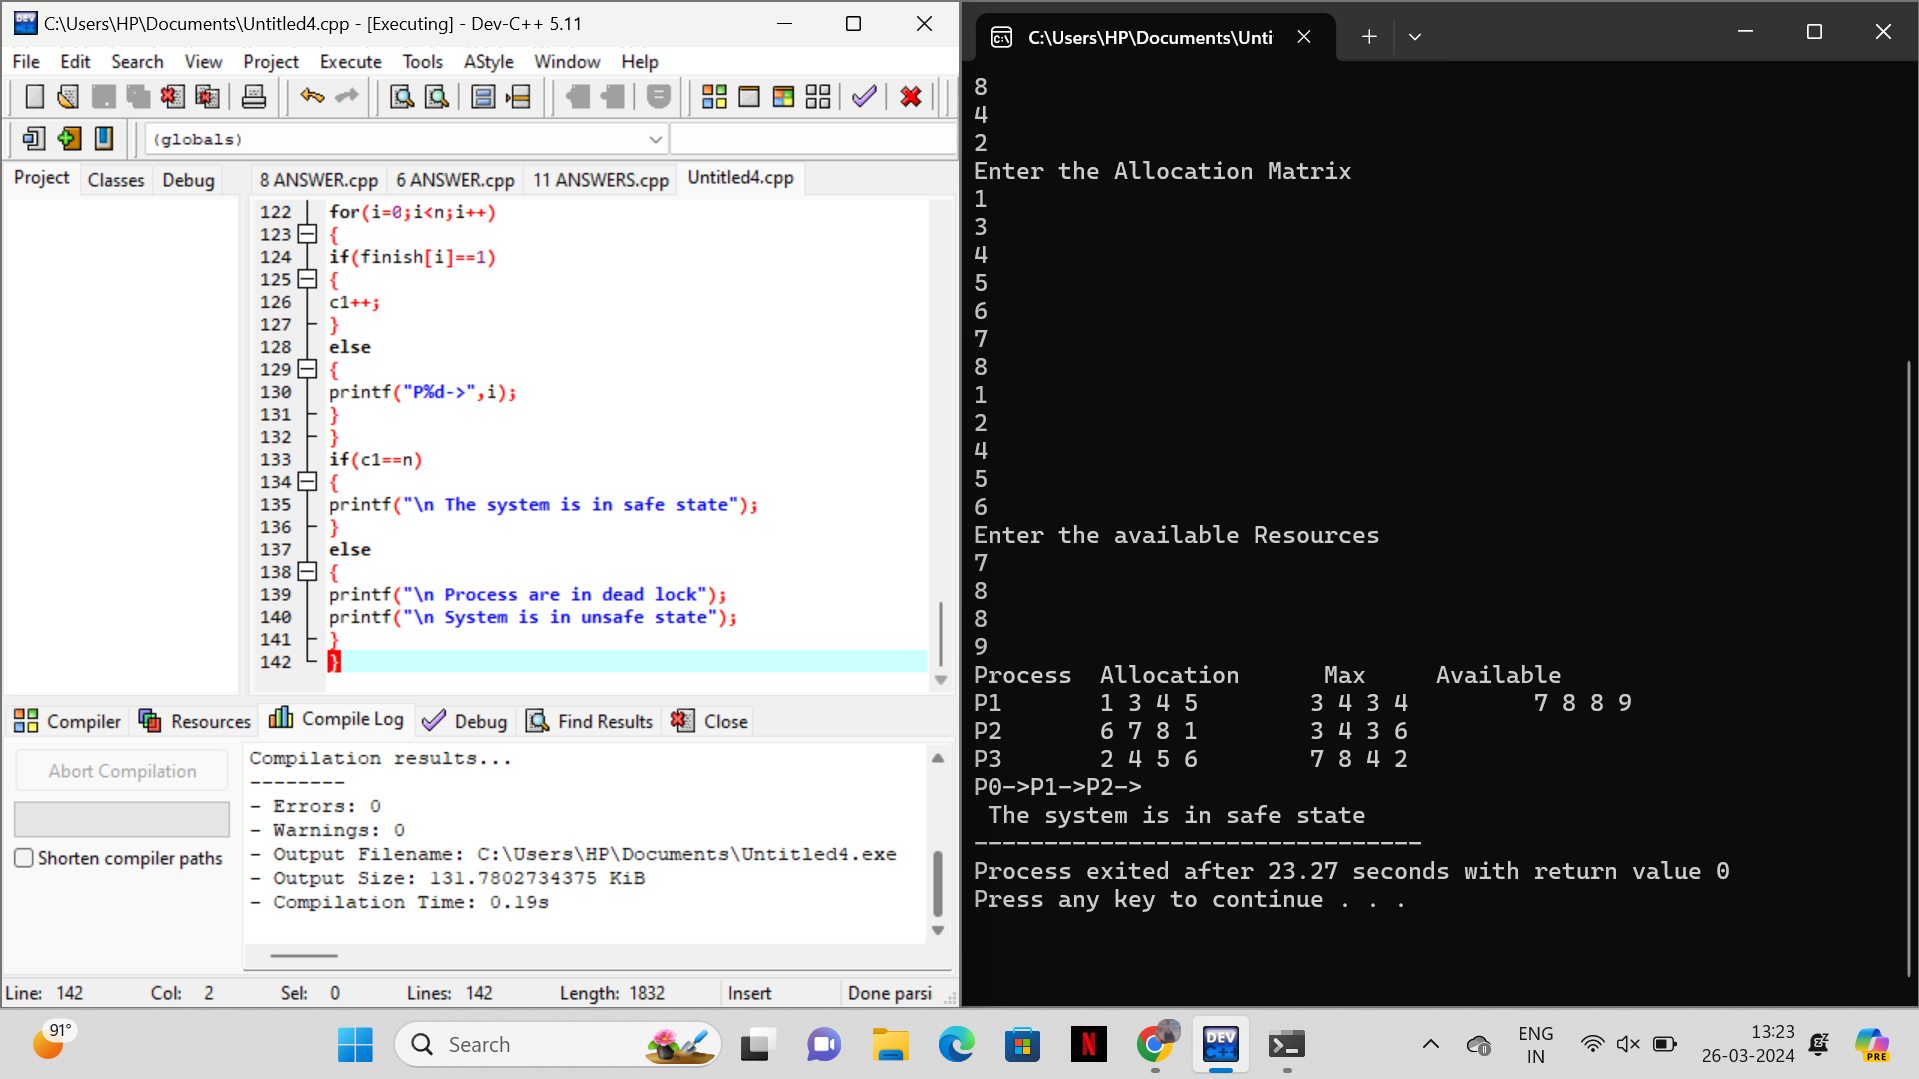 C:\Users\HP\Documents\Untitled4.cpp - [Executing] - Dev-C++ 5.11
File Edit Search View Project Execute Tools AStyle Window Help
(globals)
Project Classes Debug
8 ANSWER.cpp 6 ANSWER.cpp 11 ANSWERS.cpp Untitled4.cpp
122 for(i=0;i<n;i++)
123 {
124 if(finish[i]==1)
125 {
126 c1++;
127 }
128 else
129 {
130 printf("P%d->",i);
131 }
132 }
133 if(c1==n)
134 {
135 printf("\n The system is in safe state");
136 }
137 else
138 {
139 printf("\n Process are in dead lock");
140 printf("\n System is in unsafe state");
141 }
142 }
Compiler Resources Compile Log Debug Find Results Close
Abort Compilation
Shorten compiler paths
Compilation results...
--------
- Errors: 0
- Warnings: 0
- Output Filename: C:\Users\HP\Documents\Untitled4.exe
- Output Size: 131.7802734375 KiB
- Compilation Time: 0.19s
Line: 142 Col: 2 Sel: 0 Lines: 142 Length: 1832 Insert Done parsi
C:\Users\HP\Documents\Unti
8
4
2
Enter the Allocation Matrix
1
3
4
5
6
7
8
1
2
4
5
6
Enter the available Resources
7
8
8
9
Process Allocation Max Available
P1 1 3 4 5 3 4 3 4 7 8 8 9
P2 6 7 8 1 3 4 3 6
P3 2 4 5 6 7 8 4 2
P0->P1->P2->
The system is in safe state
--------------------------------
Process exited after 23.27 seconds with return value 0
Press any key to continue . . .
91°
Search
DEV C++
ENG
IN
13:23
26-03-2024
PRE